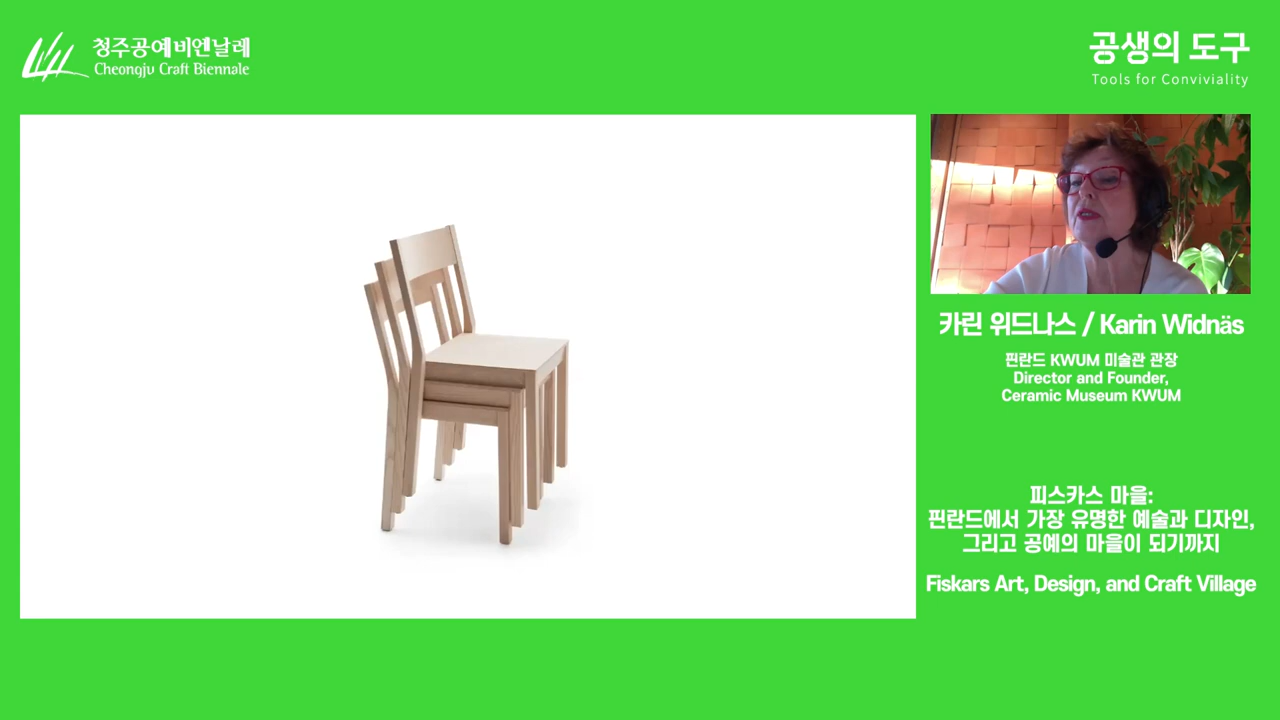 청주공예비엔날레
Cheongju Craft Biennale
공생의 도구
Tools for Conviviality
카린 위드나스 / Karin Widnäs
핀란드 KWUM 미술관 관장
Director and Founder,
Ceramic Museum KWUM
피스카스 마을:
핀란드에서 가장 유명한 예술과 디자인,
그리고 공예의 마을이 되기까지
Fiskars Art, Design, and Craft Village